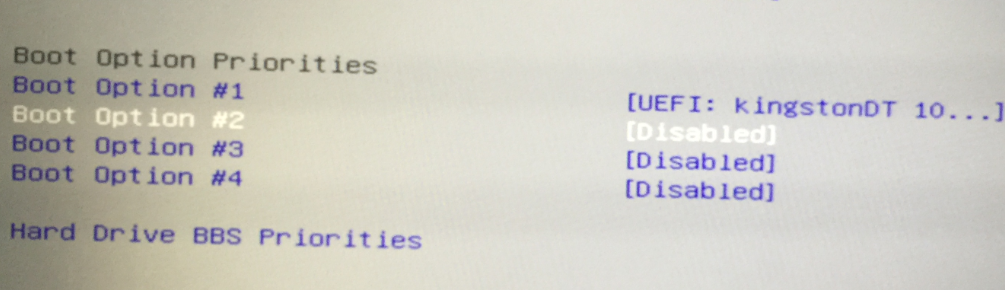 Boot Option Priorities
Boot Option #1 [UEFI: KingstonDT 10...]
Boot Option #2 [Disabled]
Boot Option #3 [Disabled]
Boot Option #4 [Disabled]
Hard Drive BBS Priorities